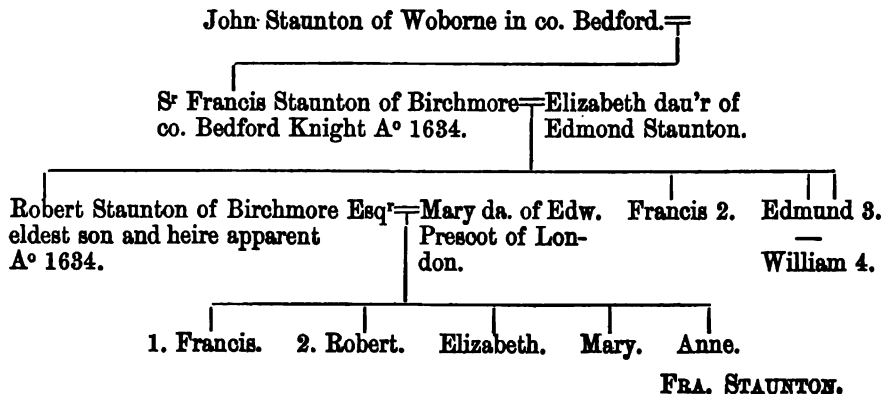 John Staunton of Woborne in co. Bedford.
Sr Francis Staunton of Birchmore
co. Bedford Knight Ao 1634.
Elizabeth dau'r of
Edmond Staunton.
Robert Staunton of Birchmore Esqr
eldest son and heire apparent
Ao 1634.
Mary da. of Edw.
Prescot of Lon-
don.
Francis 2.
Edmund 3.
—
William 4.
1. Francis.
2. Robert.
Elizabeth.
Mary.
Anne.
FRA. STAUNTON.